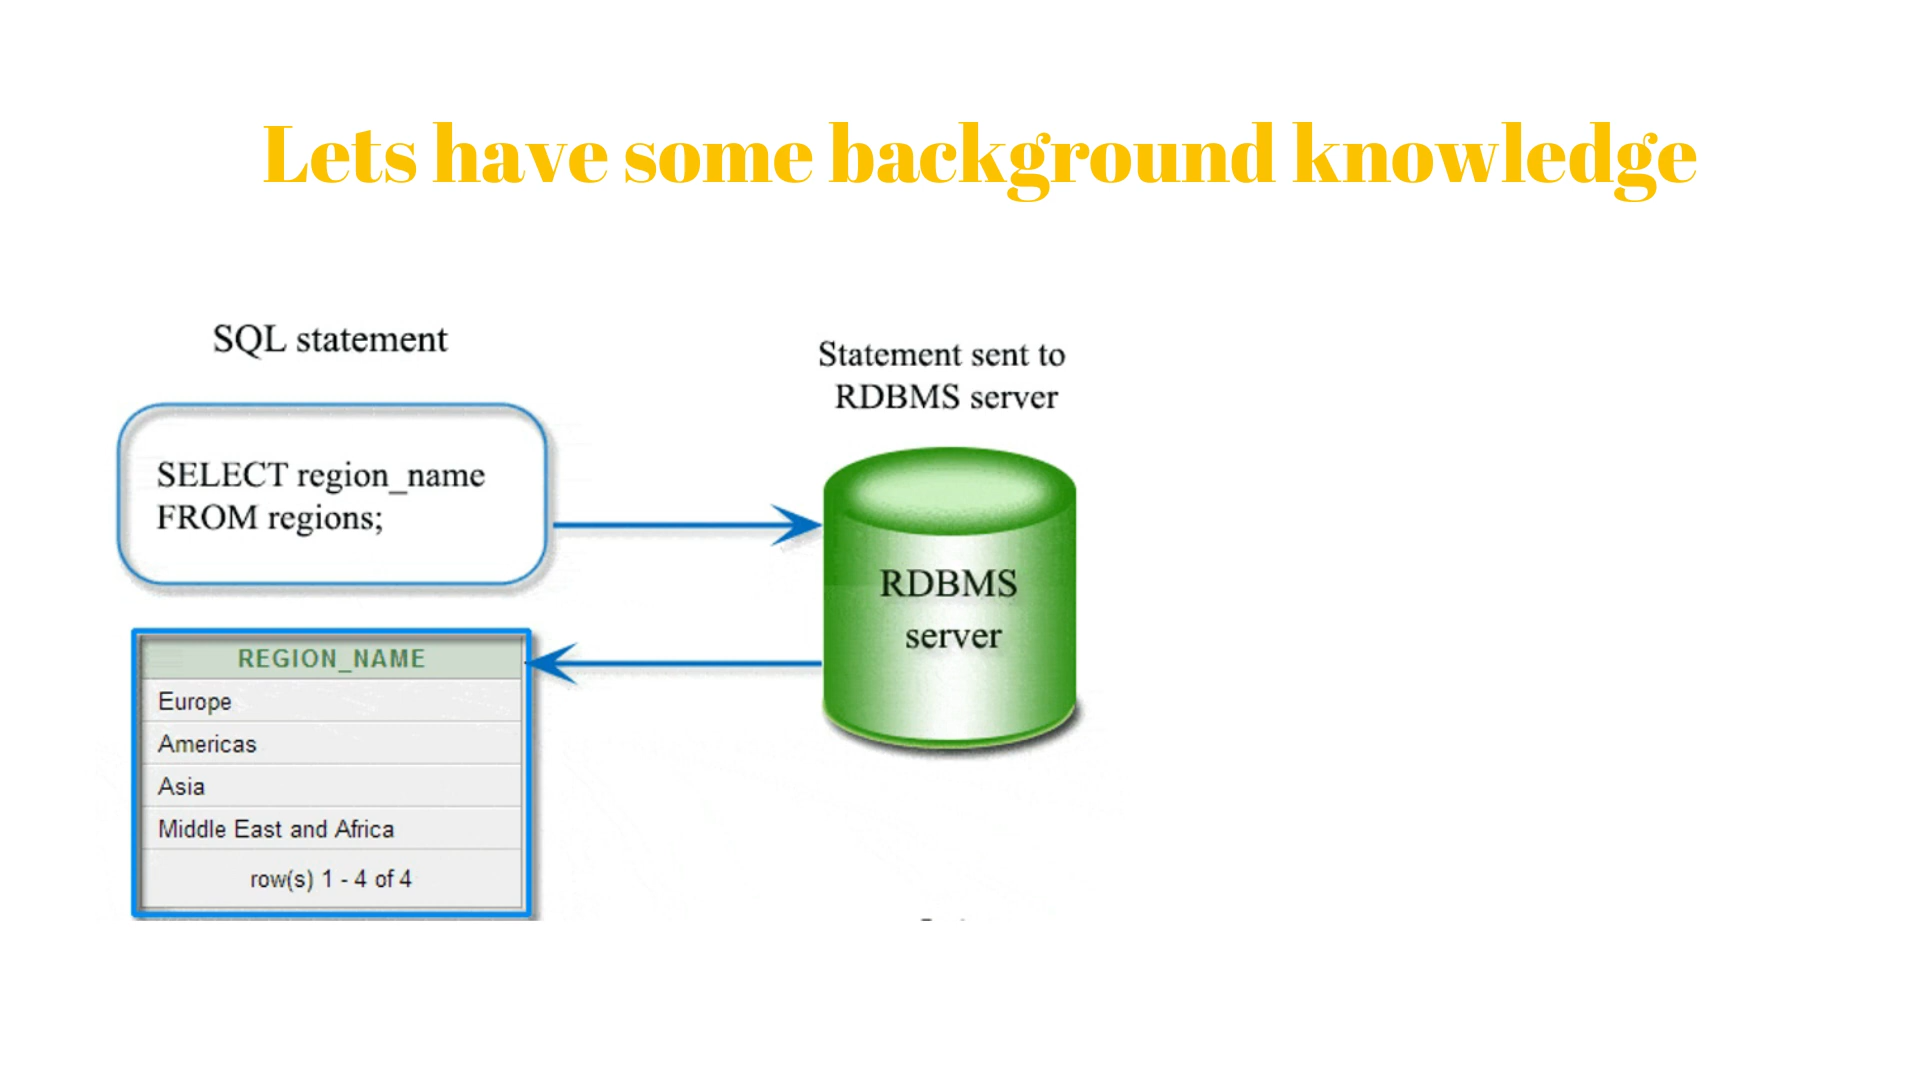 Lets have some background knowledge
SQL statement
SELECT region_name
FROM regions;
Statement sent to
RDBMS server
RDBMS
server
REGION_NAME
Europe
Americas
Asia
Middle East and Africa
row(s) 1 - 4 of 4